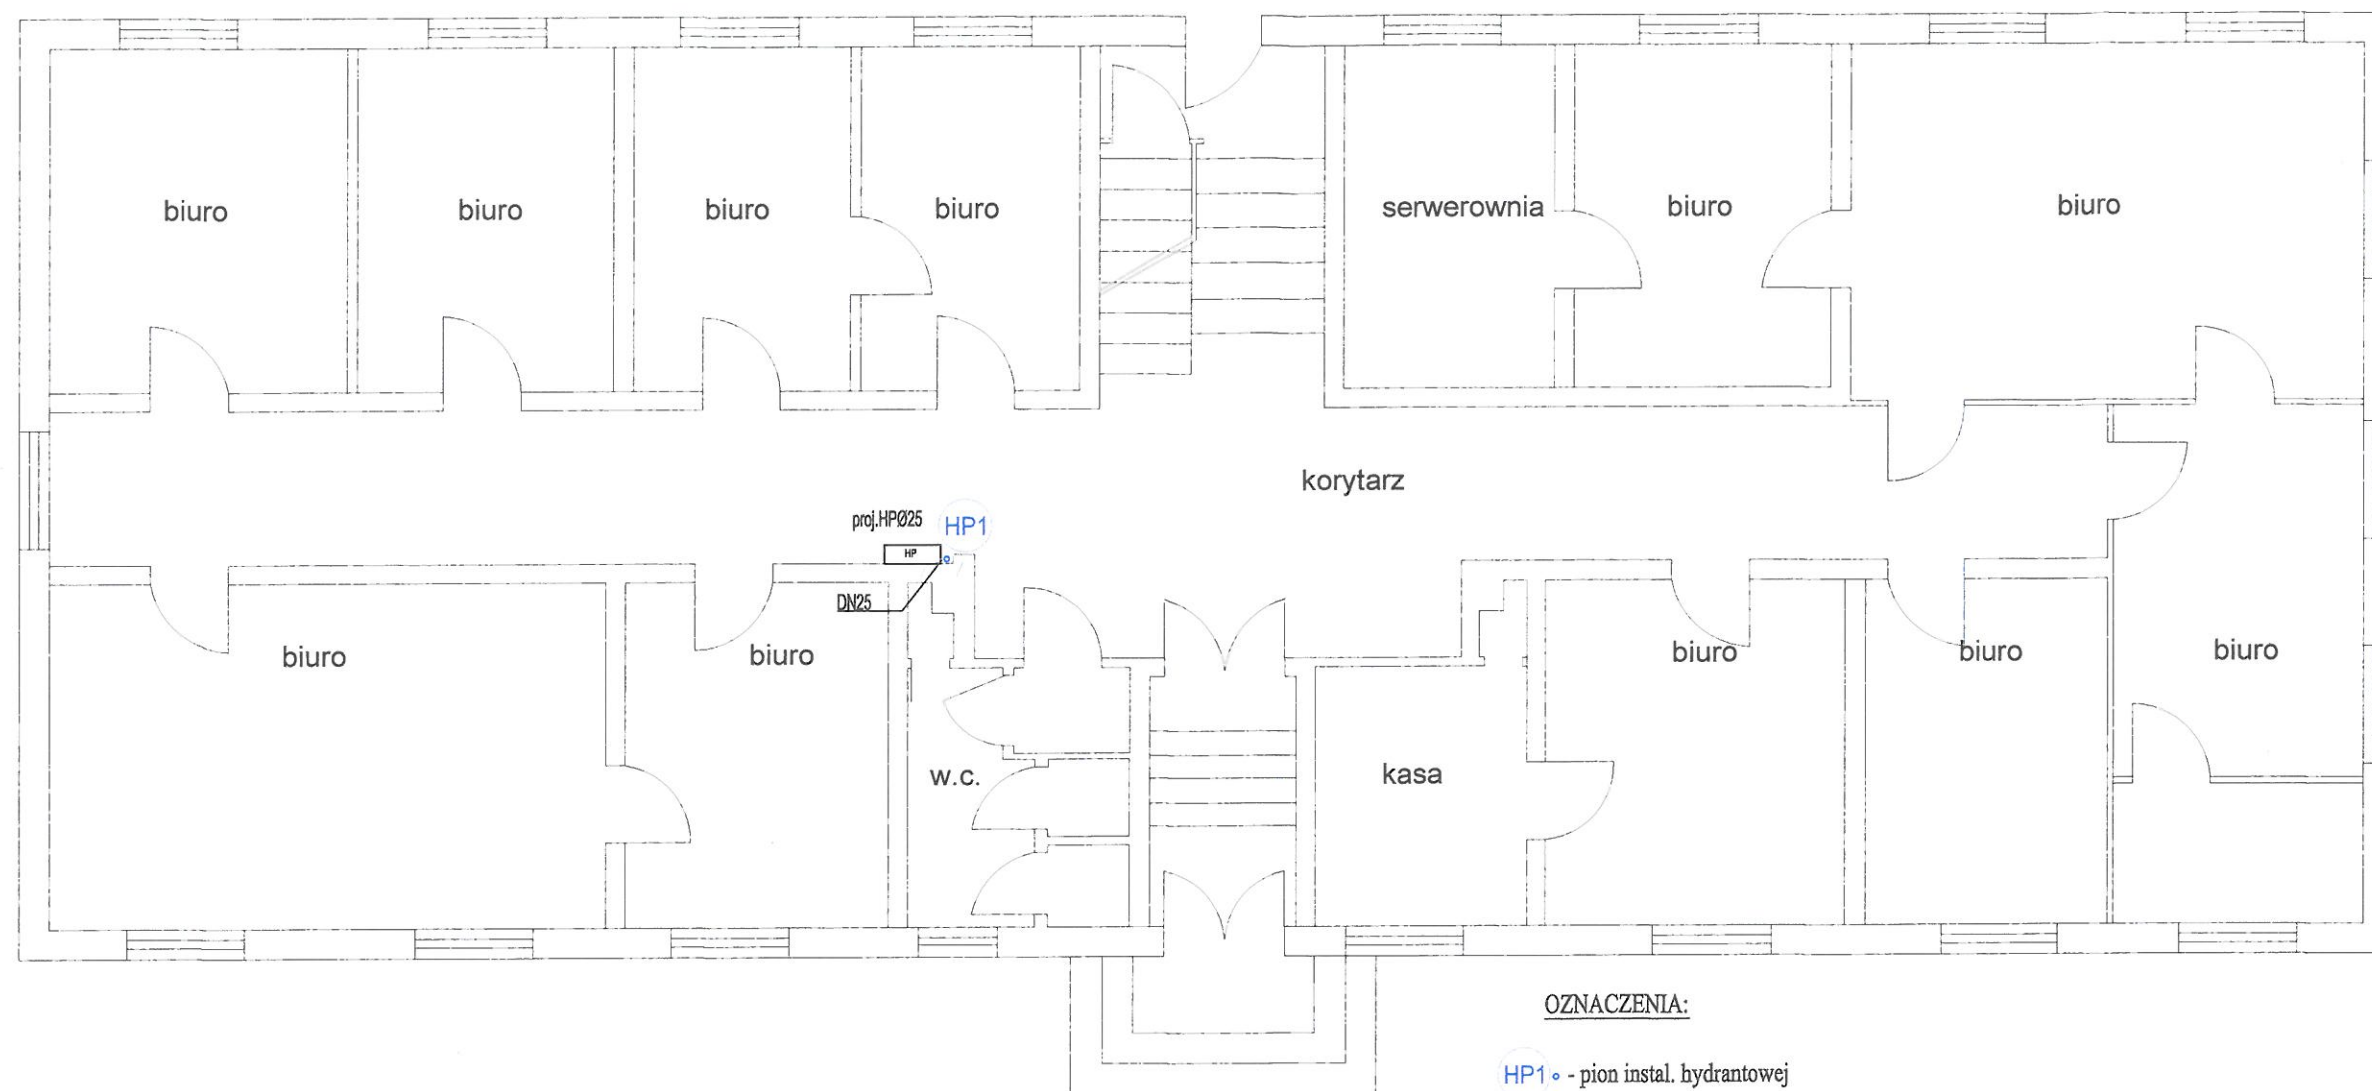 biuro
biuro
biuro
biuro
serwerownia
biuro
biuro
korytarz
proj.HPØ25
HP1
HP
DN25
biuro
biuro
w.c.
kasa
biuro
biuro
biuro
OZNACZENIA:
HP1 - pion instal. hydrantowej